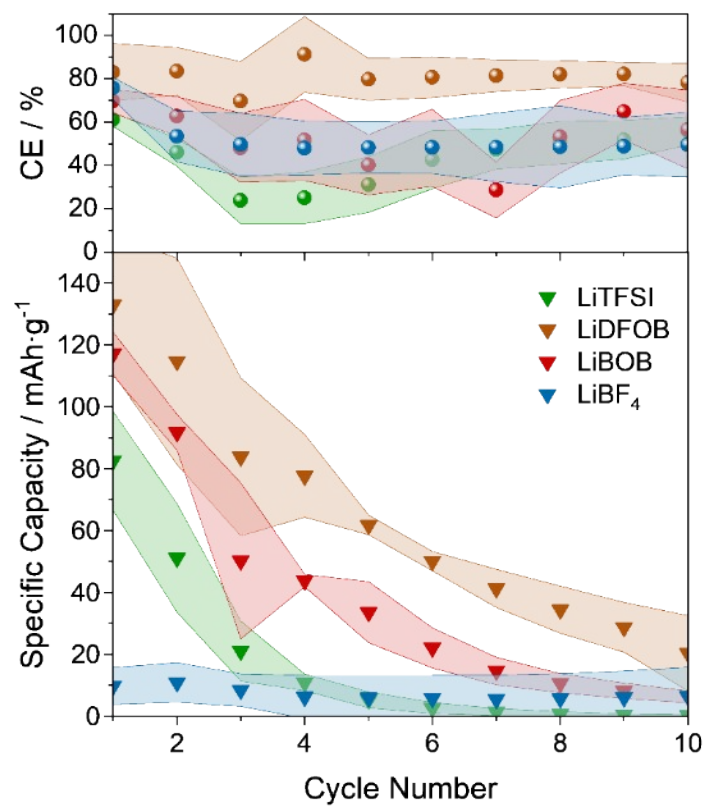 CE / %
100
80
60
40
20
0
Specific Capacity / mAh·g⁻¹
140
120
100
80
60
40
20
0
LiTFSI
LiDFOB
LiBOB
LiBF₄
2
4
6
8
10
Cycle Number